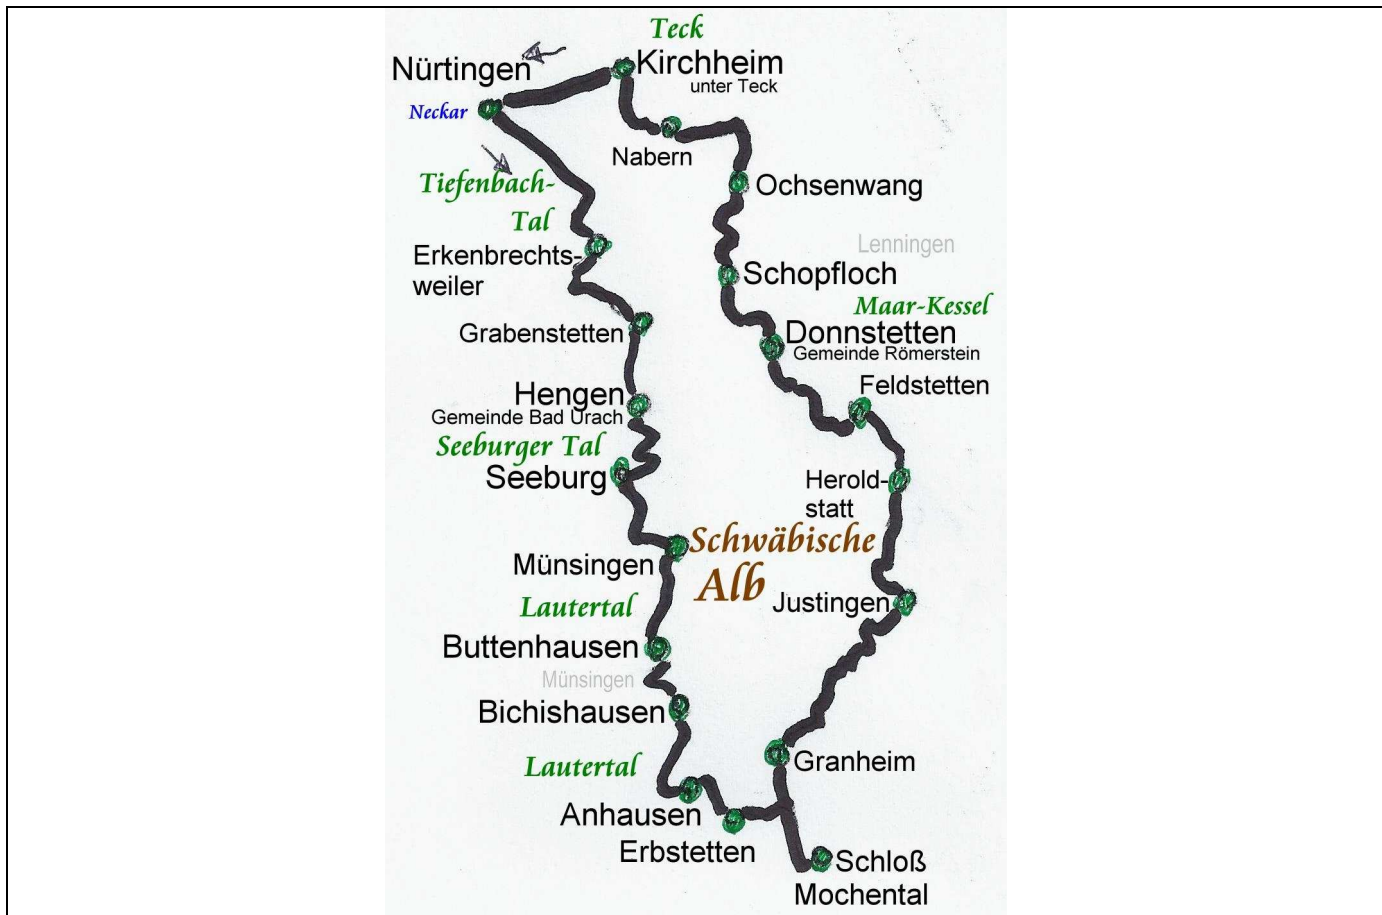 Teck
Nürtingen
Kirchheim
unter Teck
Neckar
Nabern
Tiefenbach-
Tal
Ochsenwang
Erkenbrechts-
weiler
Lenningen
Schopfloch
Maar-Kessel
Grabenstetten
Donnstetten
Gemeinde Römerstein
Feldstetten
Hengen
Gemeinde Bad Urach
Seeburger Tal
Seeburg
Herold-
statt
Schwäbische
Alb
Münsingen
Lautertal
Justingen
Buttenhausen
Münsingen
Bichishausen
Lautertal
Granheim
Anhausen
Erbstetten
Schloß
Mochental